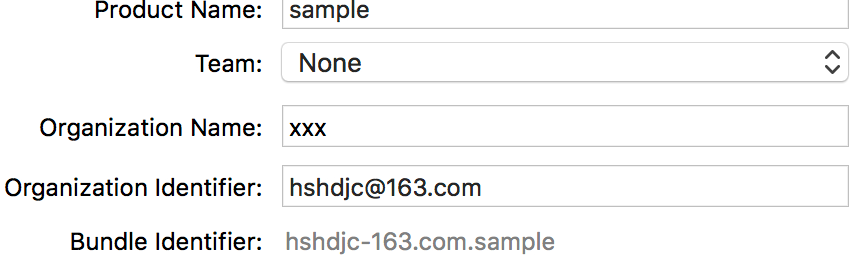 Product Name: sample
Team: None
Organization Name: xxx
Organization Identifier: hshdjc@163.com
Bundle Identifier: hshdjc-163.com.sample